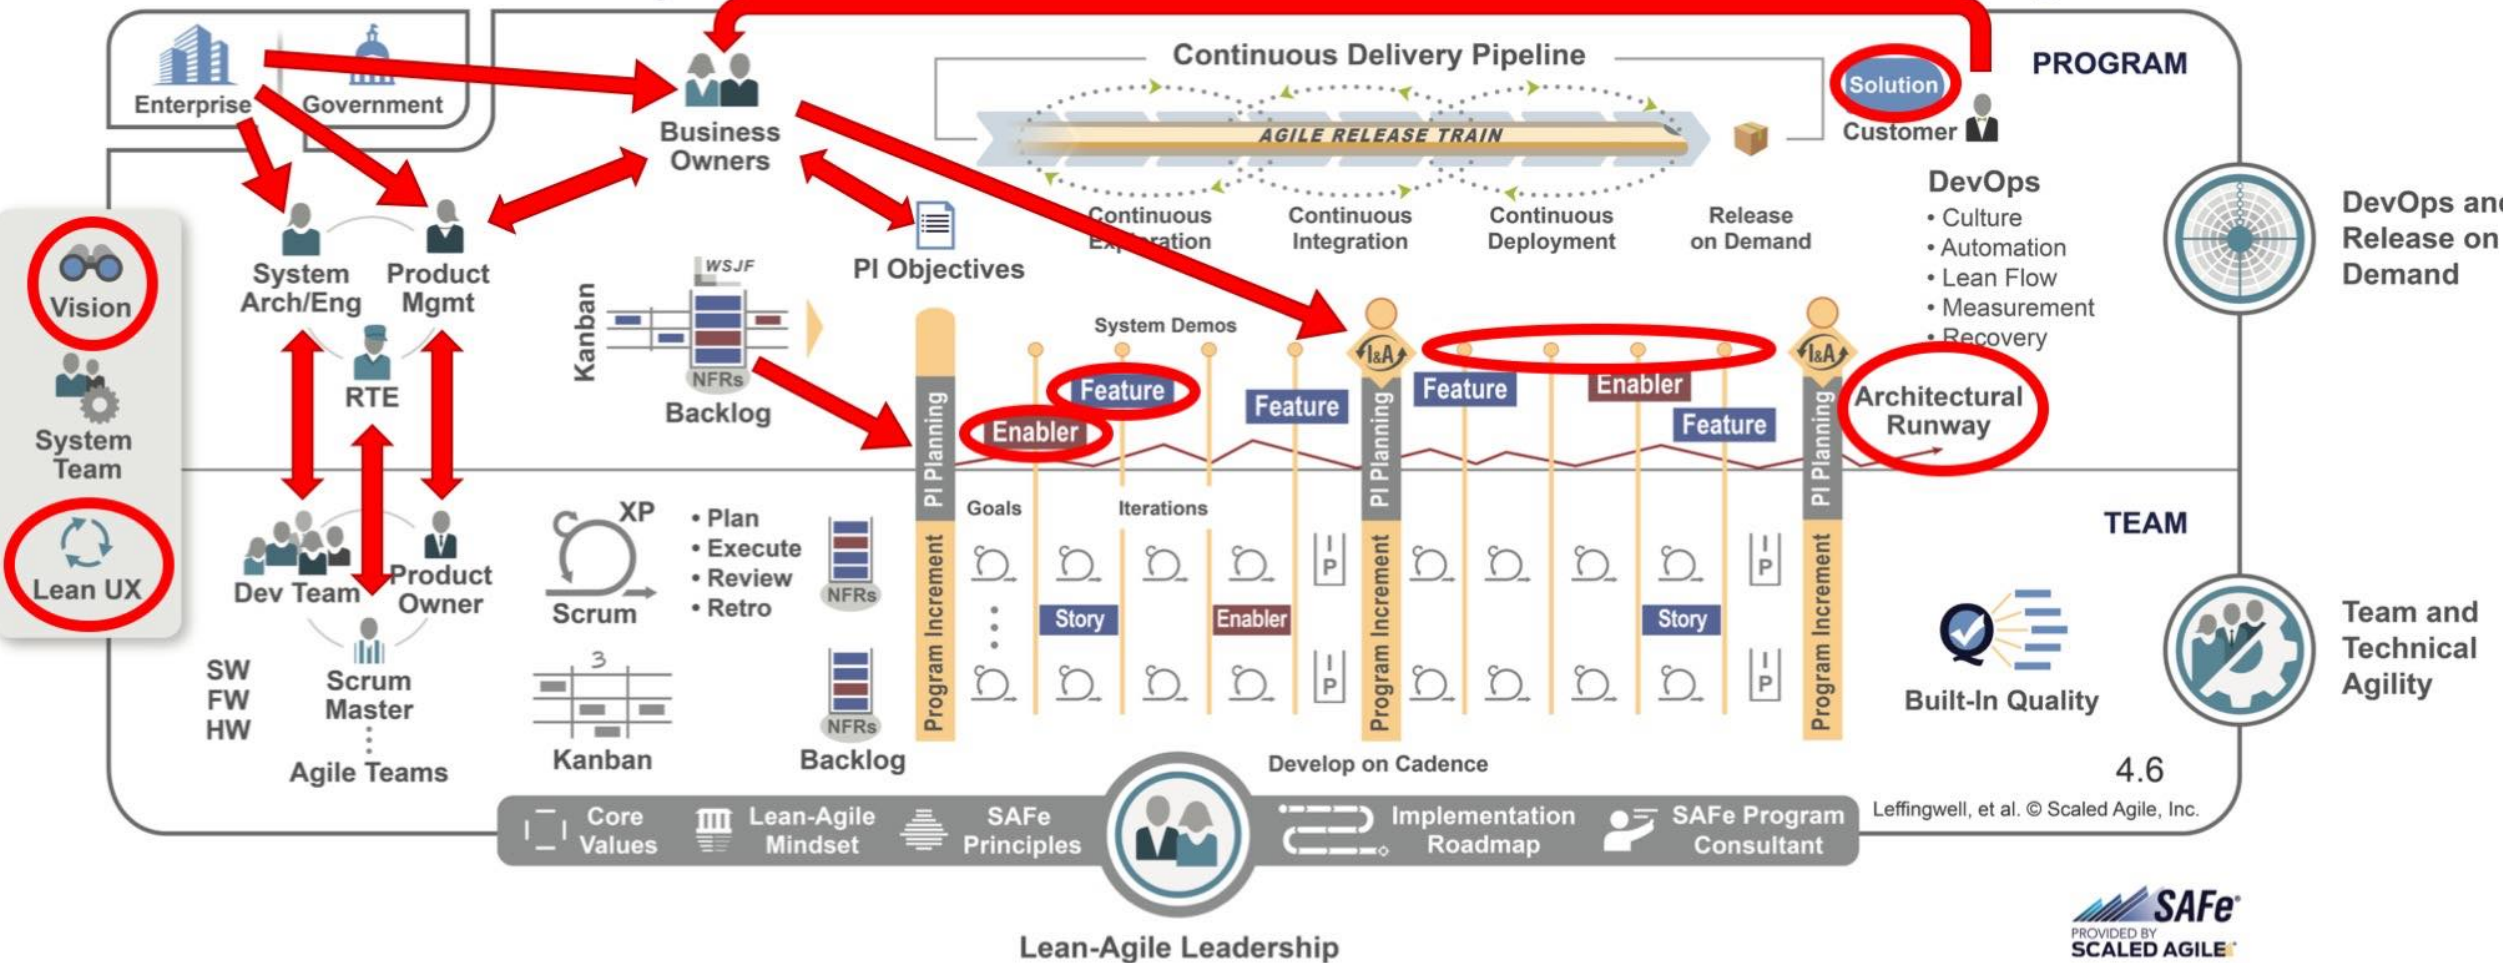 Enterprise
Government
Business
Owners
Continuous Delivery Pipeline
AGILE RELEASE TRAIN
Solution
Customer
PROGRAM
Continuous
Exploration
Continuous
Integration
Continuous
Deployment
Release
on Demand
DevOps
• Culture
• Automation
• Lean Flow
• Measurement
• Recovery
DevOps and
Release on
Demand
Vision
System
Team
Lean UX
System
Arch/Eng
Product
Mgmt
RTE
Kanban
WSJF
NFRs
Backlog
PI Objectives
System Demos
Feature
Enabler
Feature
I&A
Feature
Enabler
Feature
I&A
Architectural
Runway
PI Planning
PI Planning
PI Planning
TEAM
Dev Team
Product
Owner
Scrum
Master
Agile Teams
SW
FW
HW
XP
Scrum
• Plan
• Execute
• Review
• Retro
3
Kanban
NFRs
NFRs
Backlog
Goals
Iterations
Program Increment
Program Increment
Program Increment
I
P
I
P
I
P
I
P
Story
Enabler
Story
Develop on Cadence
Built-In Quality
Team and
Technical
Agility
4.6
Leffingwell, et al. © Scaled Agile, Inc.
Core
Values
Lean-Agile
Mindset
SAFe
Principles
Implementation
Roadmap
SAFe Program
Consultant
Lean-Agile Leadership
SAFe®
PROVIDED BY
SCALED AGILE